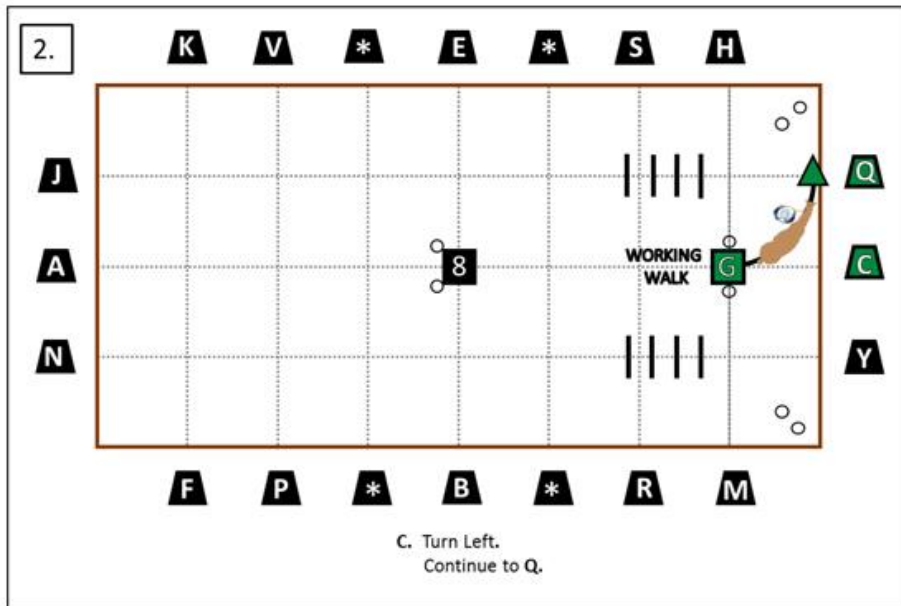 2.
K V * E * S H
J Q
A 8 WORKING G C
WALK
N Y
F P * B * R M
C. Turn Left.
Continue to Q.